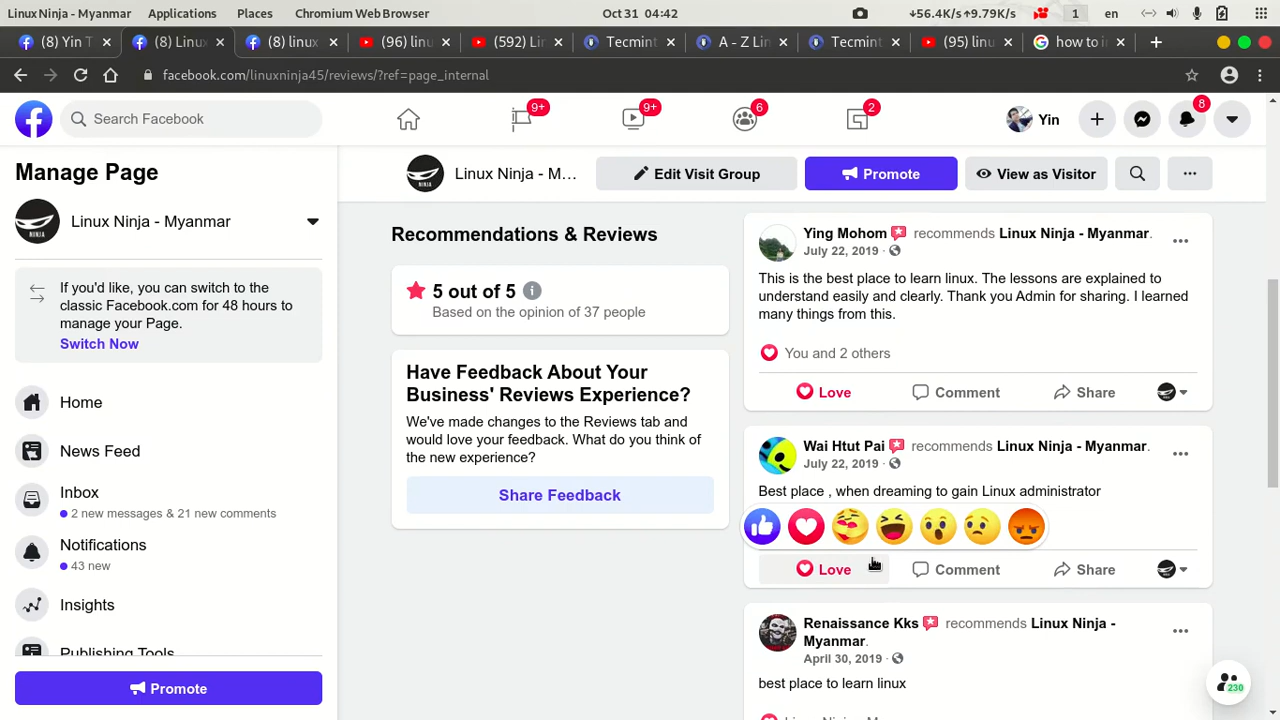 Linux Ninja - Myanmar Applications Places Chromium Web Browser Oct 31 04:42 ↓56.4K/s↑9.79K/s 1 en
(8) Yin T (8) Linux (8) linux (96) linu (592) Lin Tecmint A - Z Lin Tecmint (95) linu how to i
facebook.com/linuxninja45/reviews/?ref=page_internal
Search Facebook 9+ 9+ 6 2 Yin 8
Manage Page
Linux Ninja - Myanmar
If you'd like, you can switch to the
classic Facebook.com for 48 hours to
manage your Page.
Switch Now
Home
News Feed
Inbox
2 new messages & 21 new comments
Notifications
43 new
Insights
Publishing Tools
Promote
NINJA Linux Ninja - M... Edit Visit Group Promote View as Visitor
Recommendations & Reviews
5 out of 5
Based on the opinion of 37 people
Have Feedback About Your
Business' Reviews Experience?
We've made changes to the Reviews tab and
would love your feedback. What do you think of
the new experience?
Share Feedback
Ying Mohom recommends Linux Ninja - Myanmar.
July 22, 2019
This is the best place to learn linux. The lessons are explained to
understand easily and clearly. Thank you Admin for sharing. I learned
many things from this.
You and 2 others
Love Comment Share
Wai Htut Pai recommends Linux Ninja - Myanmar.
July 22, 2019
Best place , when dreaming to gain Linux administrator
Love Comment Share
Renaissance Kks recommends Linux Ninja -
Myanmar.
April 30, 2019
best place to learn linux
230